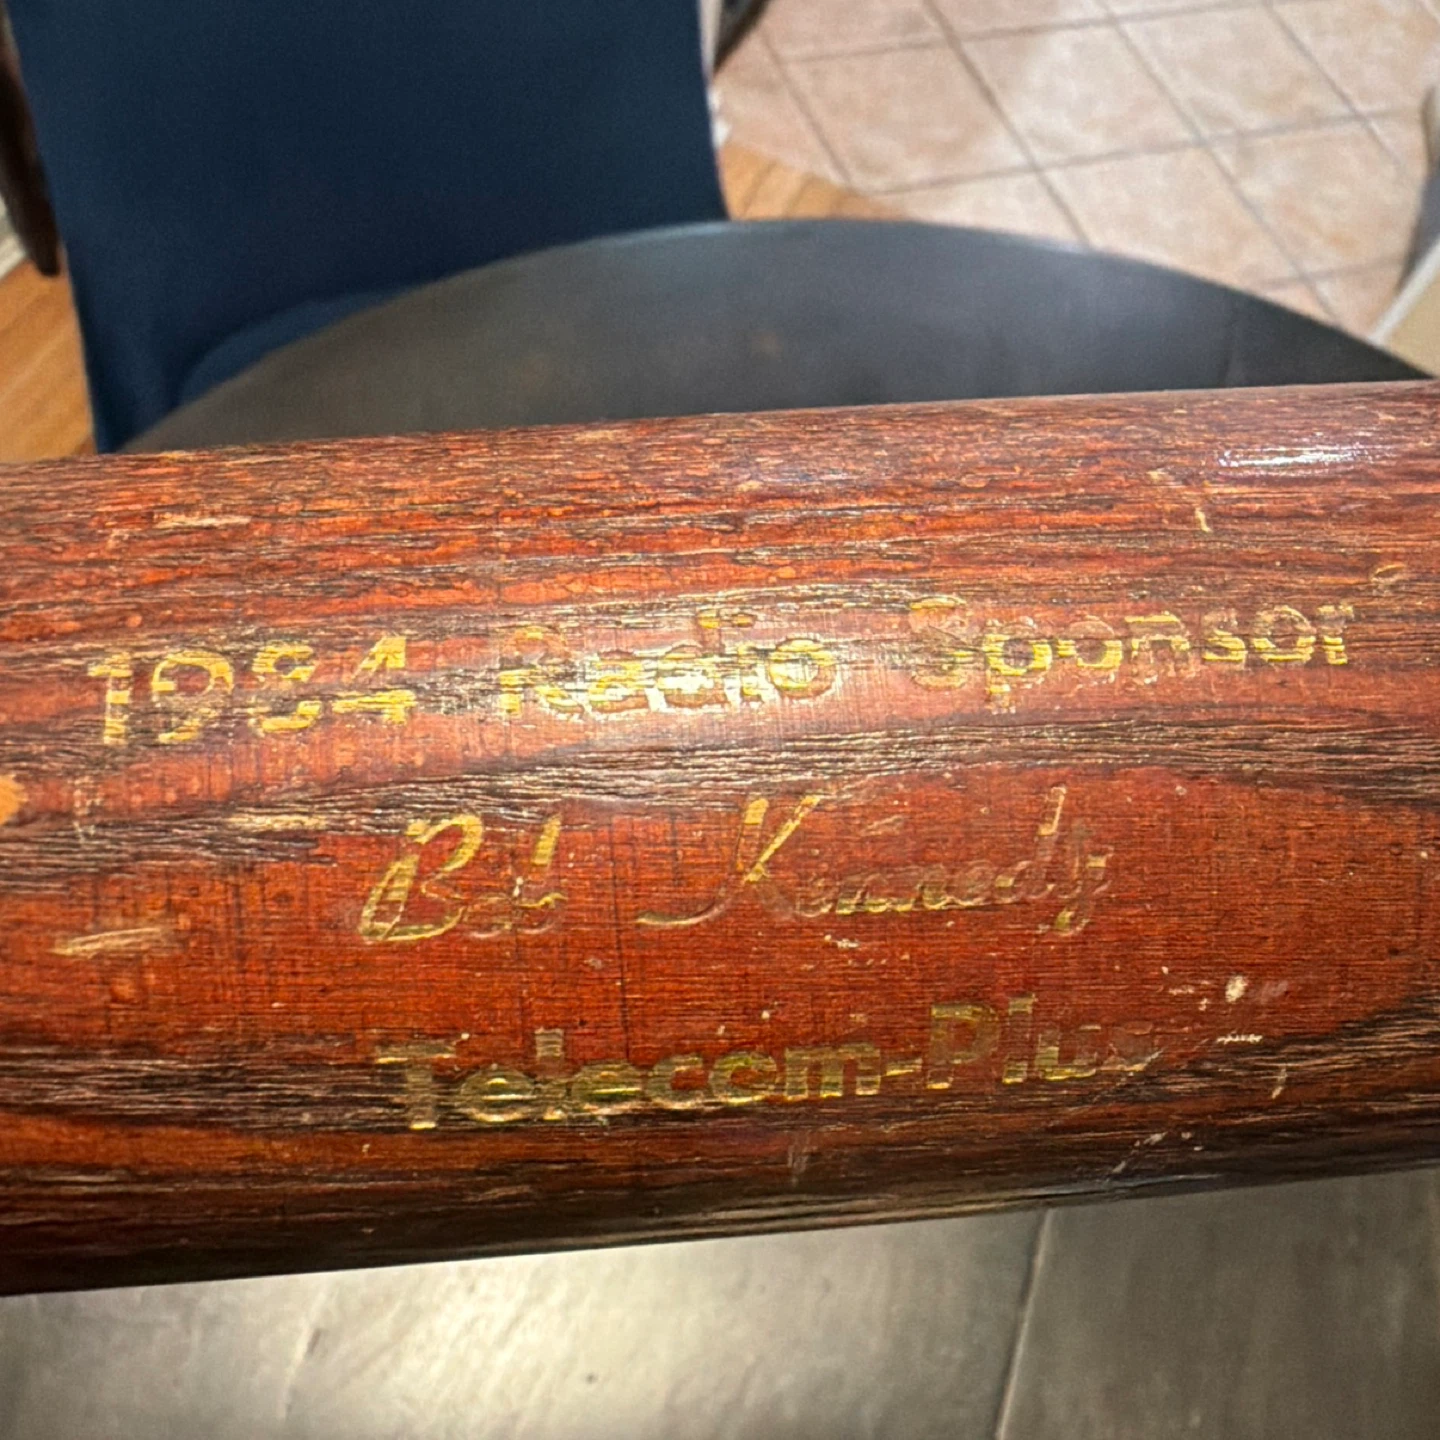 1984 Radio Sponsor
Bob Kennedy
Telecom-Plus